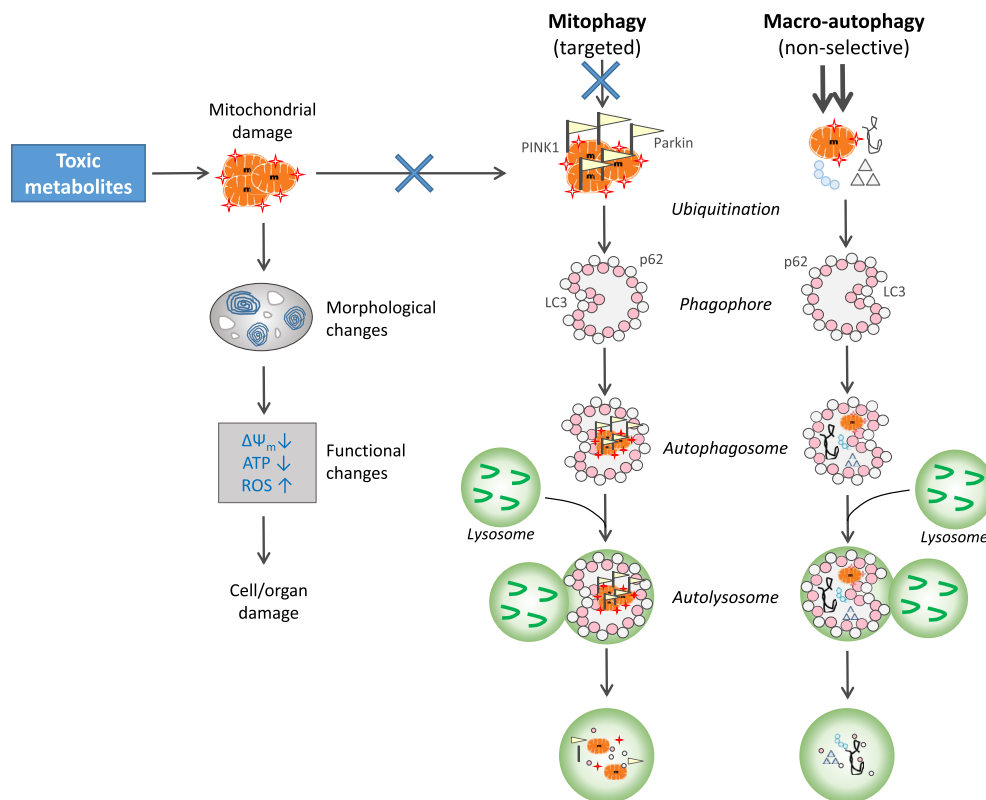 Mitophagy
(targeted)
Macro-autophagy
(non-selective)
Mitochondrial
damage
Toxic
metabolites
PINK1
Parkin
m
m
m
m
m
m
m
Ubiquitination
p62
LC3
Phagophore
p62
LC3
Morphological
changes
ΔΨm↓
ATP ↓
ROS ↑
Functional
changes
Autophagosome
Lysosome
Lysosome
Cell/organ
damage
Autolysosome
m
m